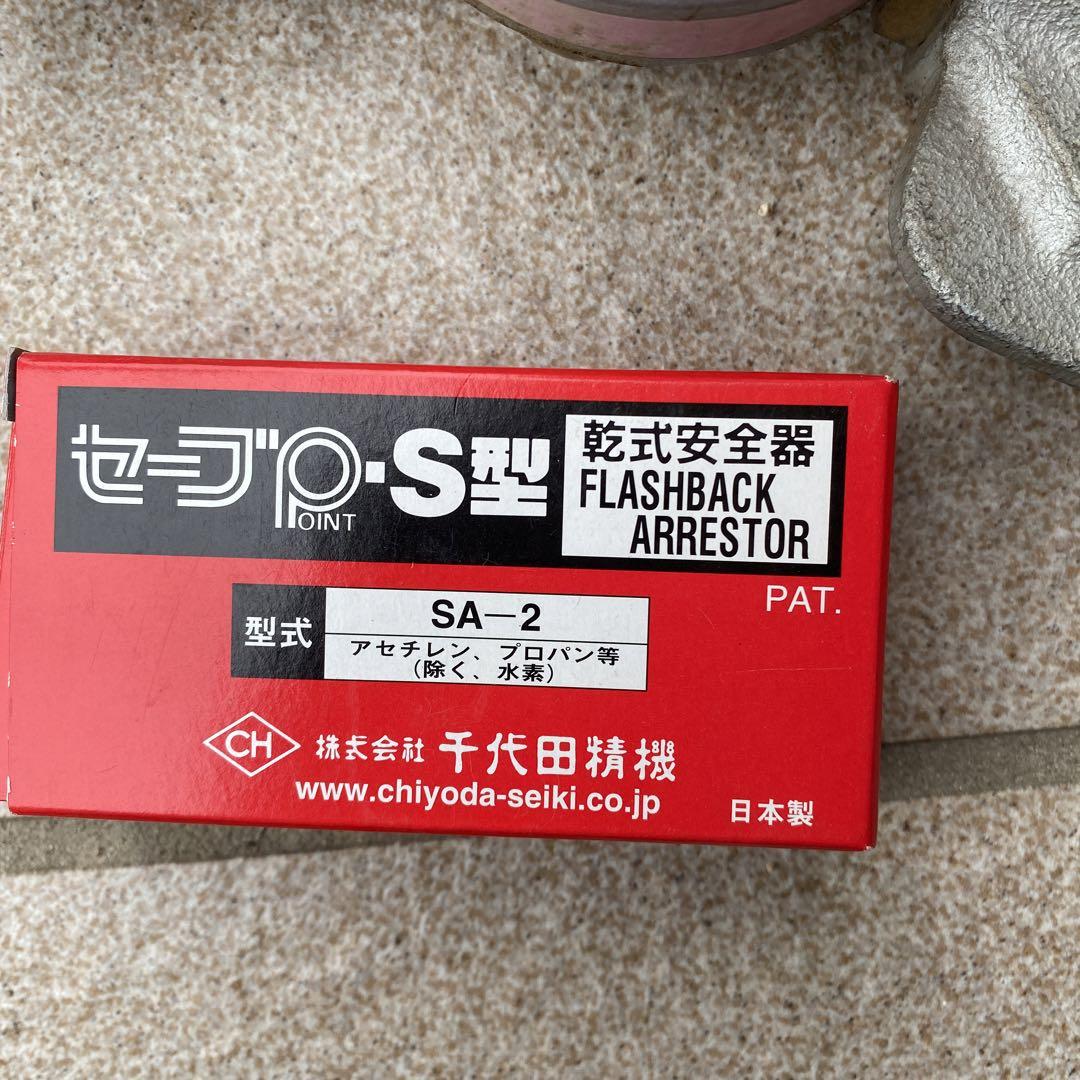 セーブPOINT・S型
乾式安全器
FLASHBACK
ARRESTOR
PAT.
型式
SA−2
アセチレン、プロパン等
(除く、水素)
CH
株式会社 千代田精機
www.chiyoda-seiki.co.jp
日本製